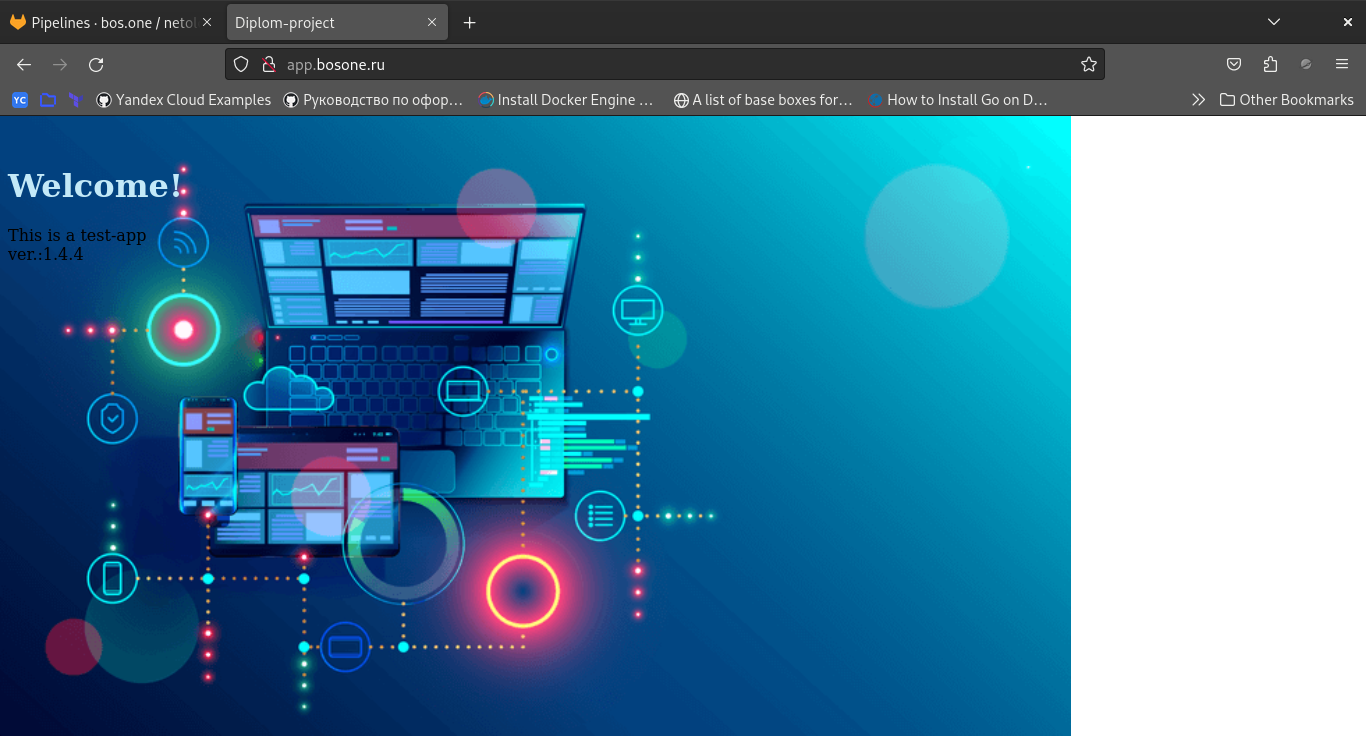 Pipelines · bos.one / netol
Diplom-project
app.bosone.ru
YC
Yandex Cloud Examples
Руководство по офор…
Install Docker Engine …
A list of base boxes for…
How to Install Go on D…
Other Bookmarks
Welcome!
This is a test-app
ver.:1.4.4